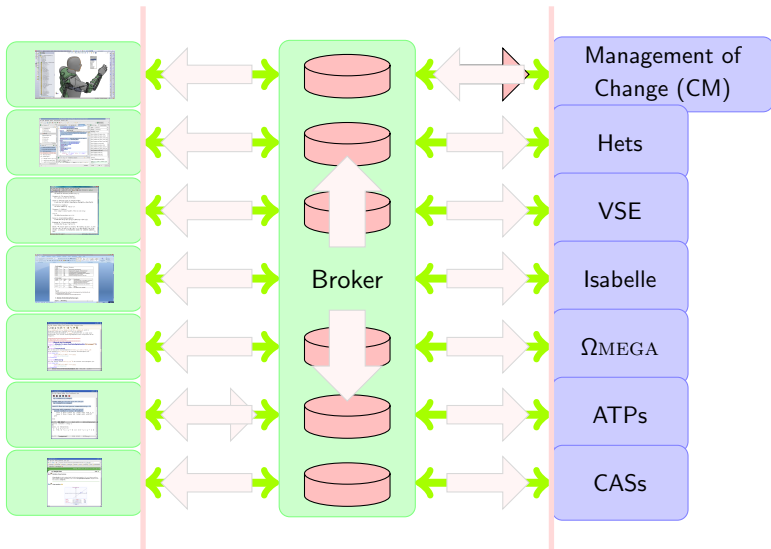 Management of
Change (CM)
Hets
VSE
Broker
Isabelle
ΩMEGA
ATPs
CASs